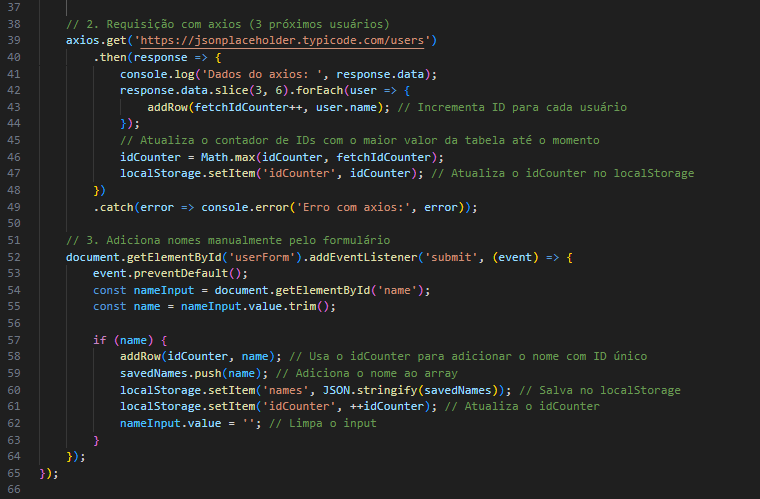 37
38 // 2. Requisição com axios (3 próximos usuários)
39 axios.get('https://jsonplaceholder.typicode.com/users')
40 .then(response => {
41 console.log('Dados do axios: ', response.data);
42 response.data.slice(3, 6).forEach(user => {
43 addRow(fetchIdCounter++, user.name); // Incrementa ID para cada usuário
44 });
45 // Atualiza o contador de IDs com o maior valor da tabela até o momento
46 idCounter = Math.max(idCounter, fetchIdCounter);
47 localStorage.setItem('idCounter', idCounter); // Atualiza o idCounter no localStorage
48 })
49 .catch(error => console.error('Erro com axios:', error));
50
51 // 3. Adiciona nomes manualmente pelo formulário
52 document.getElementById('userForm').addEventListener('submit', (event) => {
53 event.preventDefault();
54 const nameInput = document.getElementById('name');
55 const name = nameInput.value.trim();
56
57 if (name) {
58 addRow(idCounter, name); // Usa o idCounter para adicionar o nome com ID único
59 savedNames.push(name); // Adiciona o nome ao array
60 localStorage.setItem('names', JSON.stringify(savedNames)); // Salva no localStorage
61 localStorage.setItem('idCounter', ++idCounter); // Atualiza o idCounter
62 nameInput.value = ''; // Limpa o input
63 }
64 });
65 });
66